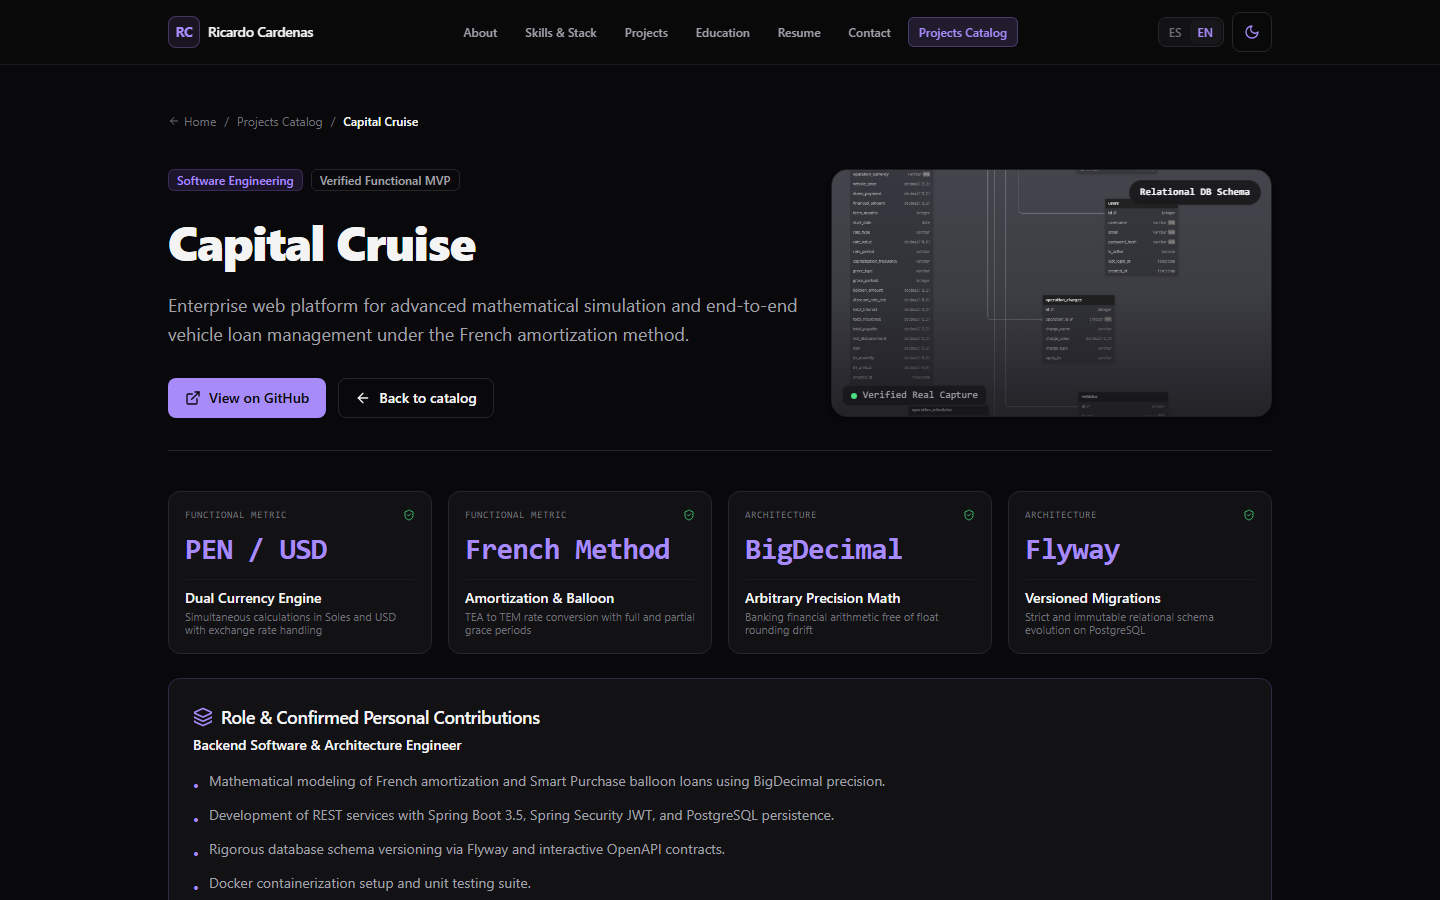 RC Ricardo Cardenas
About Skills & Stack Projects Education Resume Contact Projects Catalog
ES EN
Home / Projects Catalog / Capital Cruise
Software Engineering Verified Functional MVP
Capital Cruise
Enterprise web platform for advanced mathematical simulation and end-to-end
vehicle loan management under the French amortization method.
View on GitHub Back to catalog
Relational DB Schema
Verified Real Capture
FUNCTIONAL METRIC
PEN / USD
Dual Currency Engine
Simultaneous calculations in Soles and USD
with exchange rate handling
FUNCTIONAL METRIC
French Method
Amortization & Balloon
TEA to TEM rate conversion with full and partial
grace periods
ARCHITECTURE
BigDecimal
Arbitrary Precision Math
Banking financial arithmetic free of float
rounding drift
ARCHITECTURE
Flyway
Versioned Migrations
Strict and immutable relational schema
evolution on PostgreSQL
Role & Confirmed Personal Contributions
Backend Software & Architecture Engineer
• Mathematical modeling of French amortization and Smart Purchase balloon loans using BigDecimal precision.
• Development of REST services with Spring Boot 3.5, Spring Security JWT, and PostgreSQL persistence.
• Rigorous database schema versioning via Flyway and interactive OpenAPI contracts.
• Docker containerization setup and unit testing suite.